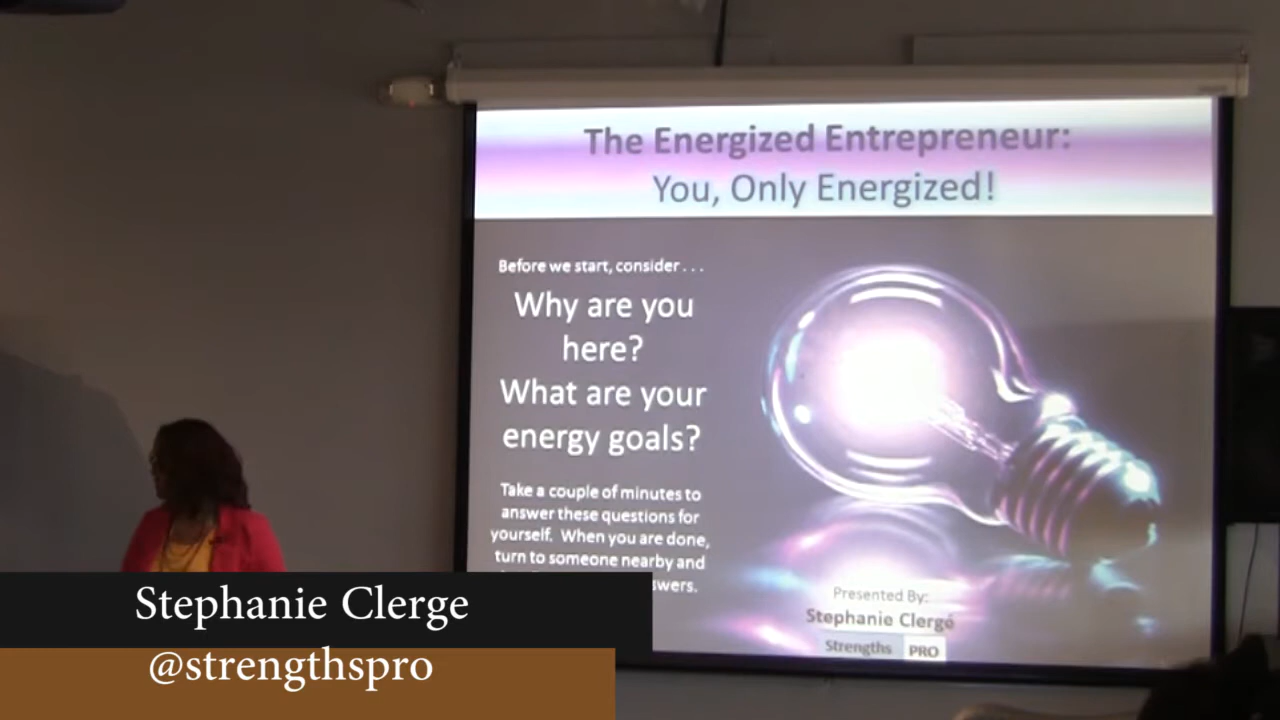 The Energized Entrepreneur:
You, Only Energized!
Before we start, consider . . .
Why are you
here?
What are your
energy goals?
Take a couple of minutes to
answer these questions for
yourself. When you are done,
turn to someone nearby and
swers.
Presented By:
Stephanie Clergé
Strengths PRO
Stephanie Clerge
@strengthspro